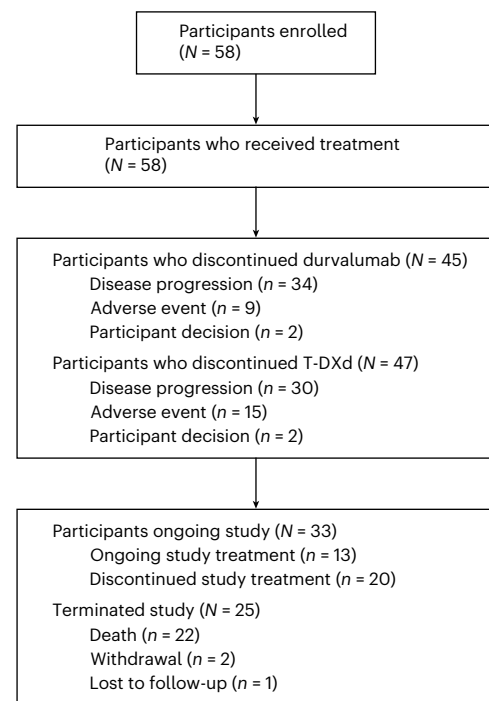 Participants enrolled
(N = 58)
Participants who received treatment
(N = 58)
Participants who discontinued durvalumab (N = 45)
Disease progression (n = 34)
Adverse event (n = 9)
Participant decision (n = 2)
Participants who discontinued T-DXd (N = 47)
Disease progression (n = 30)
Adverse event (n = 15)
Participant decision (n = 2)
Participants ongoing study (N = 33)
Ongoing study treatment (n = 13)
Discontinued study treatment (n = 20)
Terminated study (N = 25)
Death (n = 22)
Withdrawal (n = 2)
Lost to follow-up (n = 1)